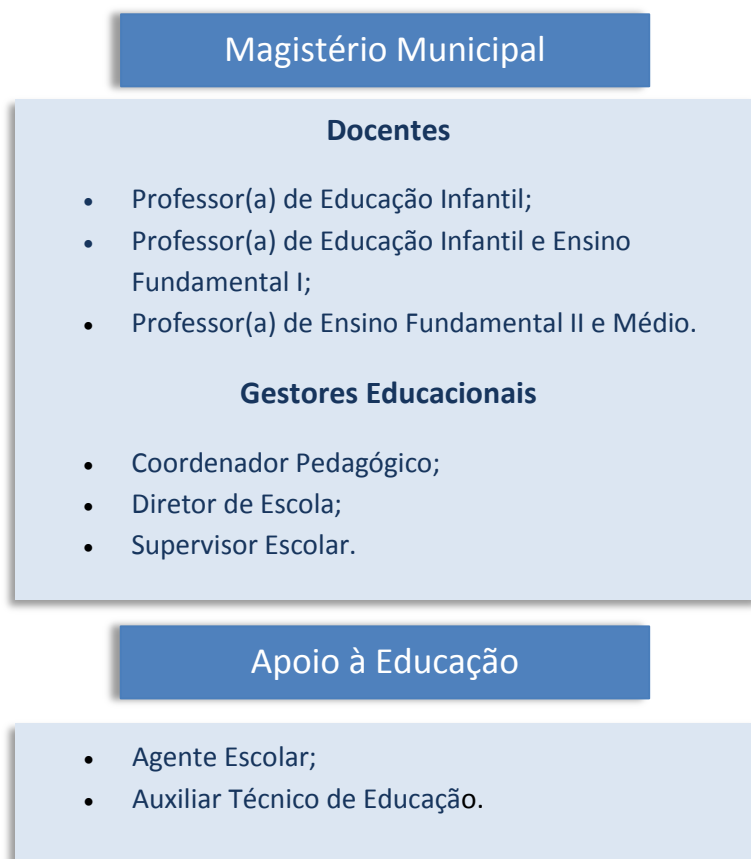 Magistério Municipal
Docentes
• Professor(a) de Educação Infantil;
• Professor(a) de Educação Infantil e Ensino
Fundamental I;
• Professor(a) de Ensino Fundamental II e Médio.
Gestores Educacionais
• Coordenador Pedagógico;
• Diretor de Escola;
• Supervisor Escolar.
Apoio à Educação
• Agente Escolar;
• Auxiliar Técnico de Educação.